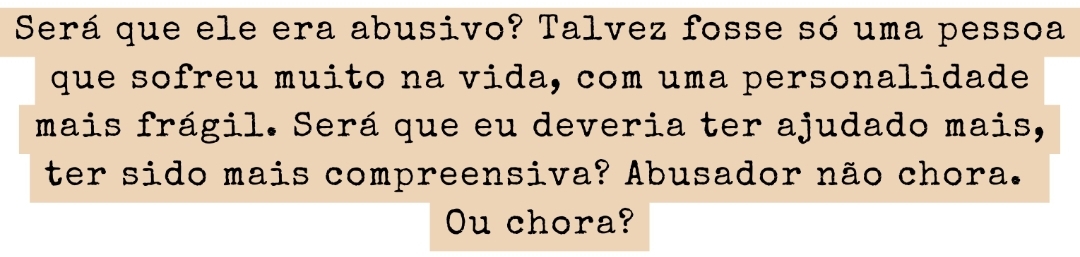 Será que ele era abusivo? Talvez fosse só uma pessoa
que sofreu muito na vida, com uma personalidade
mais frágil. Será que eu deveria ter ajudado mais,
ter sido mais compreensiva? Abusador não chora.
Ou chora?